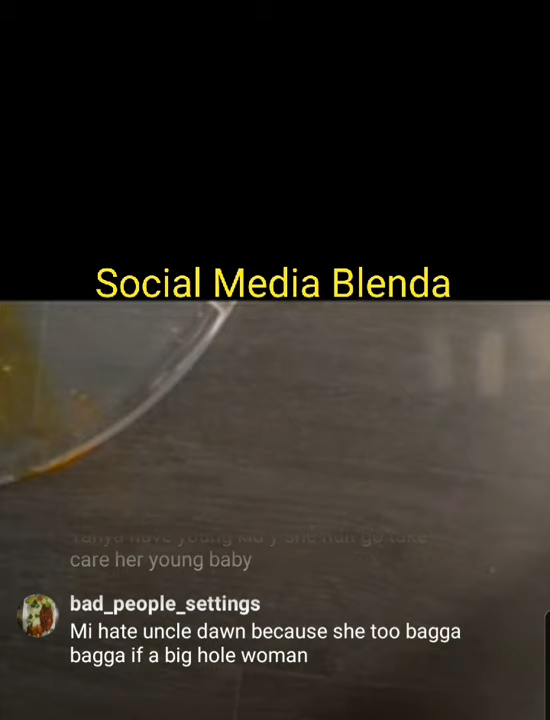 Social Media Blenda
care her young baby
bad_people_settings
Mi hate uncle dawn because she too bagga
bagga if a big hole woman